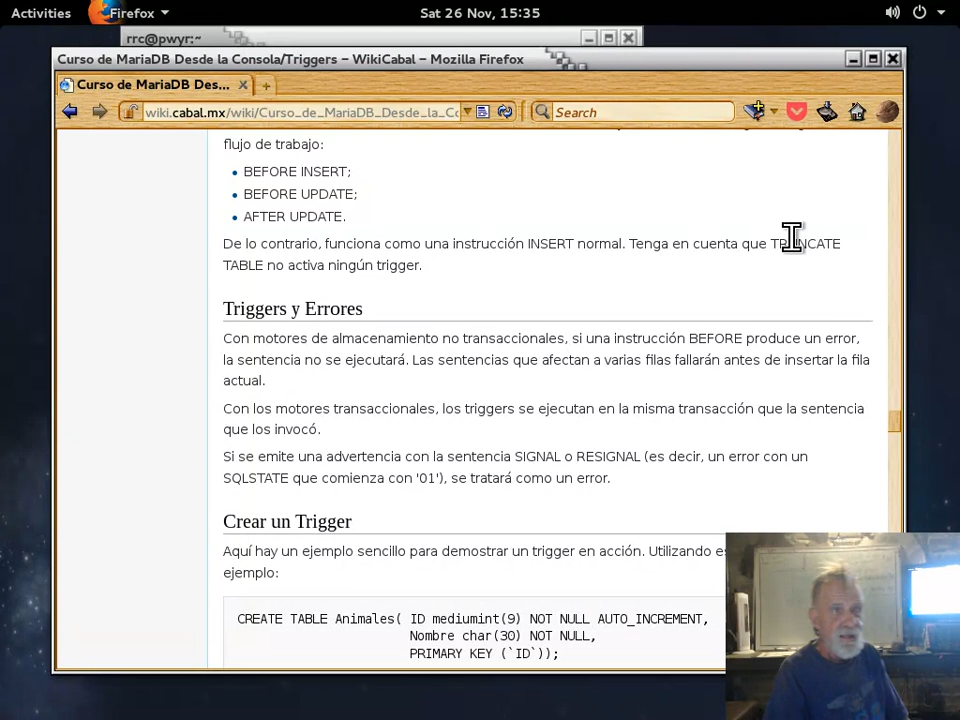 Activities Firefox Sat 26 Nov, 15:35
rrc@pwyr:~
Curso de MariaDB Desde la Consola/Triggers – WikiCabal – Mozilla Firefox
Curso de MariaDB Des...
wiki.cabal.mx/wiki/Curso_de_MariaDB_Desde_la_Co Search
flujo de trabajo:
• BEFORE INSERT;
• BEFORE UPDATE;
• AFTER UPDATE.
De lo contrario, funciona como una instrucción INSERT normal. Tenga en cuenta que TRUNCATE
TABLE no activa ningún trigger.
Triggers y Errores
Con motores de almacenamiento no transaccionales, si una instrucción BEFORE produce un error,
la sentencia no se ejecutará. Las sentencias que afectan a varias filas fallarán antes de insertar la fila
actual.
Con los motores transaccionales, los triggers se ejecutan en la misma transacción que la sentencia
que los invocó.
Si se emite una advertencia con la sentencia SIGNAL o RESIGNAL (es decir, un error con un
SQLSTATE que comienza con '01'), se tratará como un error.
Crear un Trigger
Aquí hay un ejemplo sencillo para demostrar un trigger en acción. Utilizando
ejemplo:
CREATE TABLE Animales( ID mediumint(9) NOT NULL AUTO_INCREMENT,
Nombre char(30) NOT NULL,
PRIMARY KEY (`ID`));